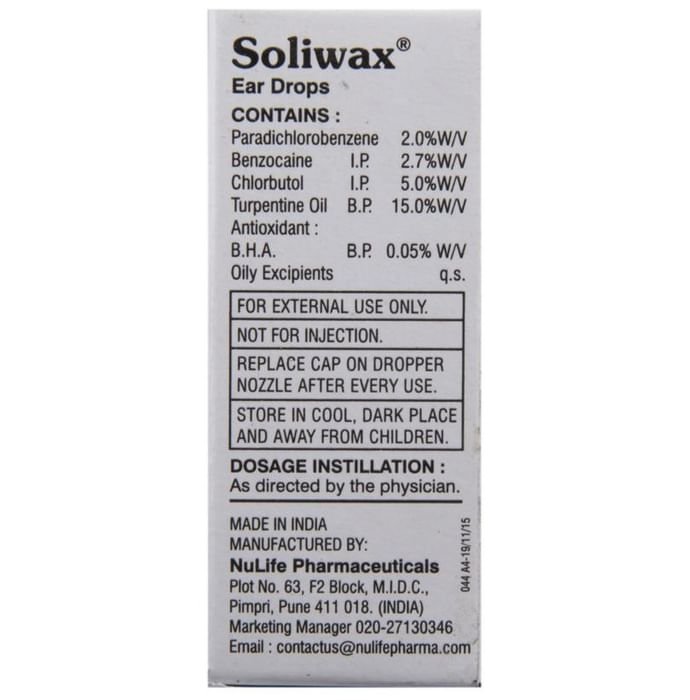 Soliwax®
Ear Drops
CONTAINS :
Paradichlorobenzene 2.0%W/V
Benzocaine I.P. 2.7%W/V
Chlorbutol I.P. 5.0%W/V
Turpentine Oil B.P. 15.0%W/V
Antioxidant :
B.H.A. B.P. 0.05% W/V
Oily Excipients q.s.
FOR EXTERNAL USE ONLY.
NOT FOR INJECTION.
REPLACE CAP ON DROPPER
NOZZLE AFTER EVERY USE.
STORE IN COOL, DARK PLACE
AND AWAY FROM CHILDREN.
DOSAGE INSTILLATION :
As directed by the physician.
MADE IN INDIA
MANUFACTURED BY:
NuLife Pharmaceuticals
Plot No. 63, F2 Block, M.I.D.C.,
Pimpri, Pune 411 018. (INDIA)
Marketing Manager 020-27130346
Email : contactus@nulifepharma.com
044 A4-19/11/15